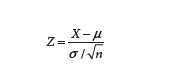 Z = (X − μ) / (σ / √n)